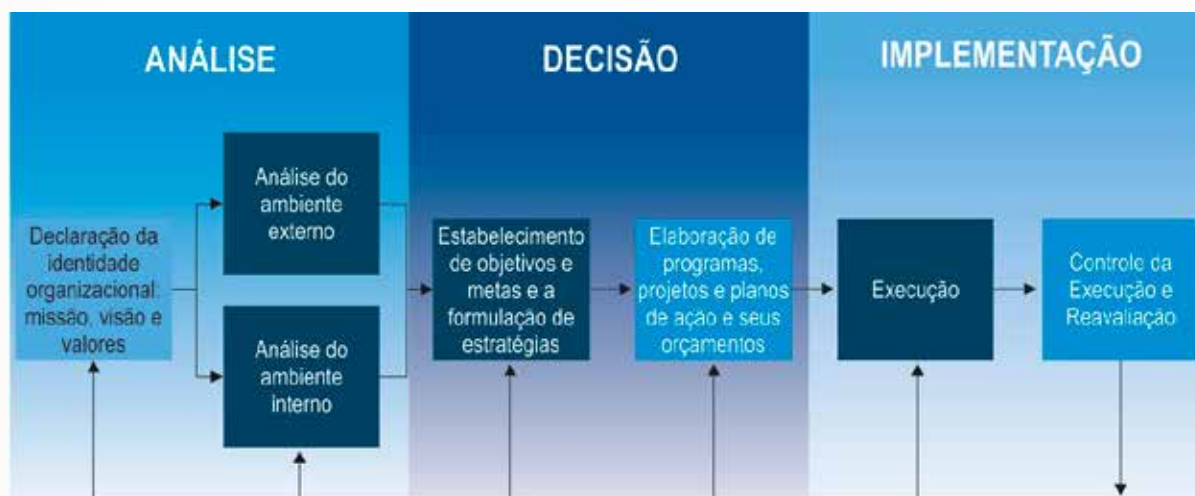 ANÁLISE
DECISÃO
IMPLEMENTAÇÃO
Declaração da
identidade
organizacional:
missão, visão e
valores
Análise do
ambiente
externo
Análise do
ambiente
interno
Estabelecimento
de objetivos e
metas e a
formulação de
estratégias
Elaboração de
programas,
projetos e planos
de ação e seus
orçamentos
Execução
Controle da
Execução e
Reavaliação